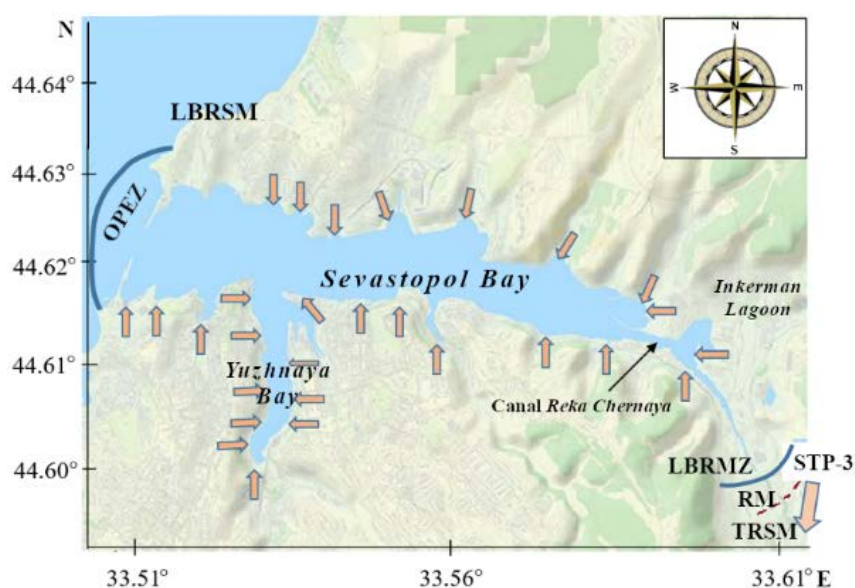 N
N
W
E
S
44.64°
LBRSM
44.63°
OPEZ
44.62°
Sevastopol Bay
Inkerman
Lagoon
44.61°
Yuzhnaya
Bay
Canal Reka Chernaya
44.60°
LBRMZ
STP-3
RM
TRSM
33.51°
33.56°
33.61° E